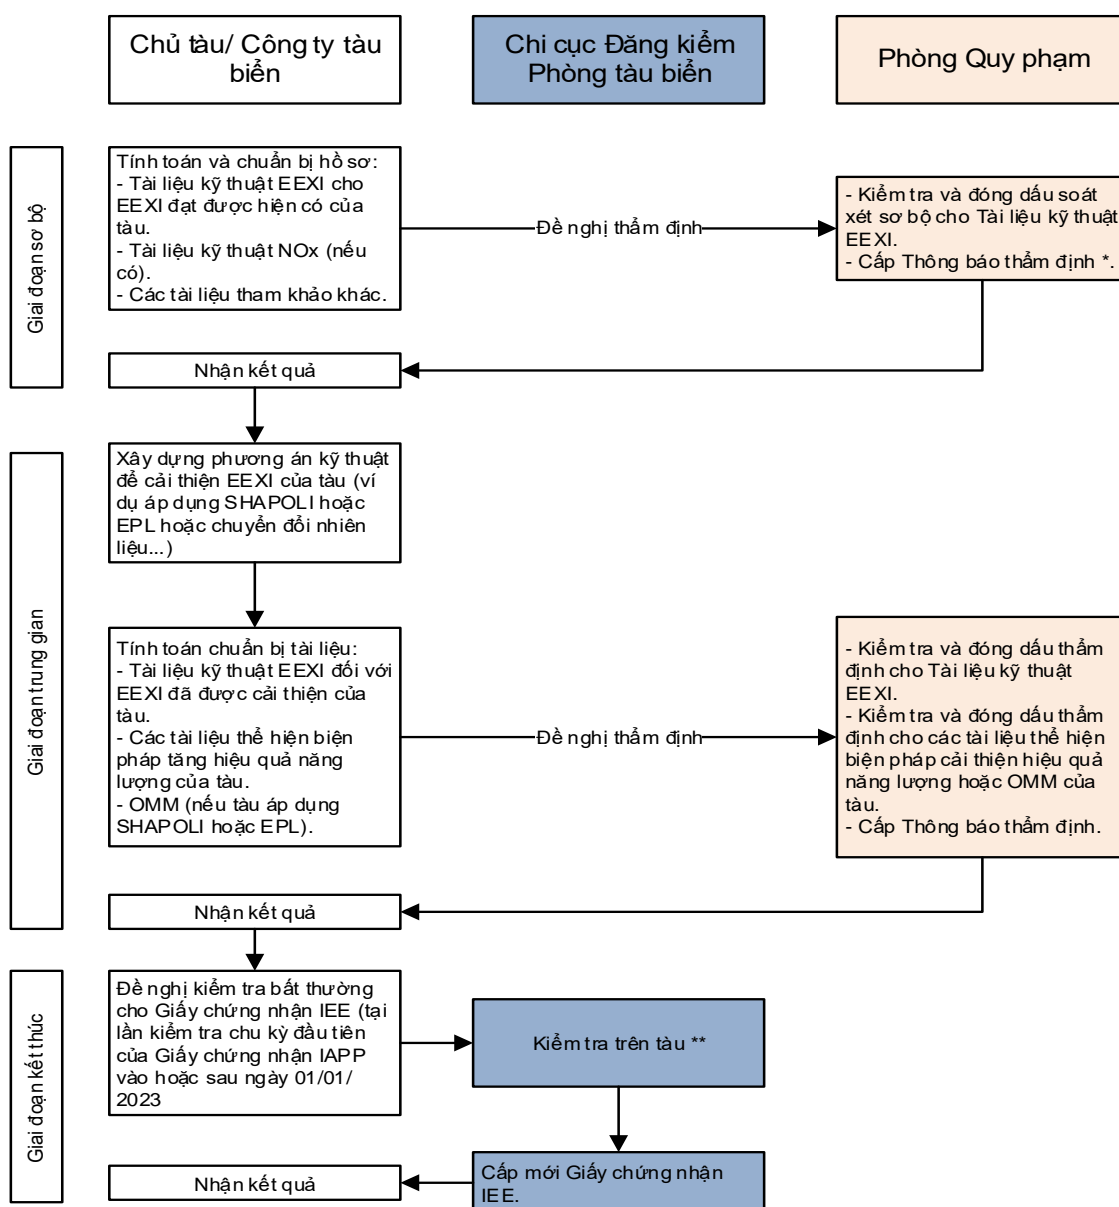 Chủ tàu/ Công ty tàu
biển
Chi cục Đăng kiểm
Phòng tàu biển
Phòng Quy phạm
Giai đoạn sơ bộ
Tính toán và chuẩn bị hồ sơ:
- Tài liệu kỹ thuật EEXI cho
EEXI đạt được hiện có của
tàu.
- Tài liệu kỹ thuật NOx (nếu
có).
- Các tài liệu tham khảo khác.
Đề nghị thẩm định
- Kiểm tra và đóng dấu soát
xét sơ bộ cho Tài liệu kỹ thuật
EEXI.
- Cấp Thông báo thẩm định *.
Nhận kết quả
Giai đoạn trung gian
Xây dựng phương án kỹ thuật
để cải thiện EEXI của tàu (ví
dụ áp dụng SHAPOLI hoặc
EPL hoặc chuyển đổi nhiên
liệu...)
Tính toán chuẩn bị tài liệu:
- Tài liệu kỹ thuật EEXI đối với
EEXI đã được cải thiện của
tàu.
- Các tài liệu thể hiện biện
pháp tăng hiệu quả năng
lượng của tàu.
- OMM (nếu tàu áp dụng
SHAPOLI hoặc EPL).
Đề nghị thẩm định
- Kiểm tra và đóng dấu thẩm
định cho Tài liệu kỹ thuật
EEXI.
- Kiểm tra và đóng dấu thẩm
định cho các tài liệu thể hiện
biện pháp cải thiện hiệu quả
năng lượng hoặc OMM của
tàu.
- Cấp Thông báo thẩm định.
Nhận kết quả
Giai đoạn kết thúc
Đề nghị kiểm tra bất thường
cho Giấy chứng nhận IEE (tại
lần kiểm tra chu kỳ đầu tiên
của Giấy chứng nhận IAPP
vào hoặc sau ngày 01/01/
2023
Kiểm tra trên tàu **
Cấp mới Giấy chứng nhận
IEE.
Nhận kết quả